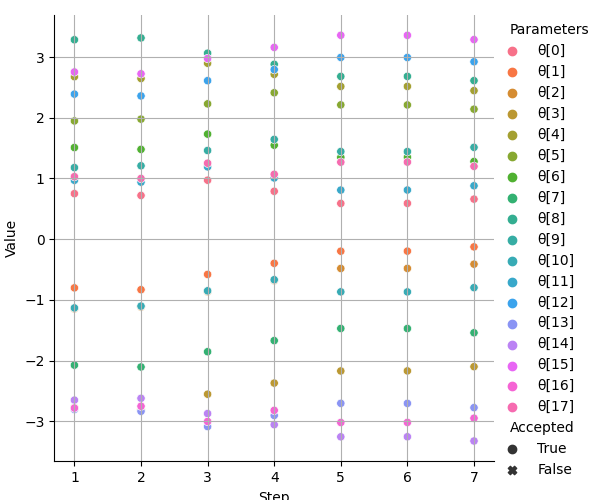 Parameters
θ[0]
θ[1]
θ[2]
θ[3]
θ[4]
θ[5]
θ[6]
θ[7]
θ[8]
θ[9]
θ[10]
θ[11]
θ[12]
θ[13]
θ[14]
θ[15]
θ[16]
θ[17]
Accepted
True
False
Value
3
2
1
0
−1
−2
−3
1 2 3 4 5 6 7
Step